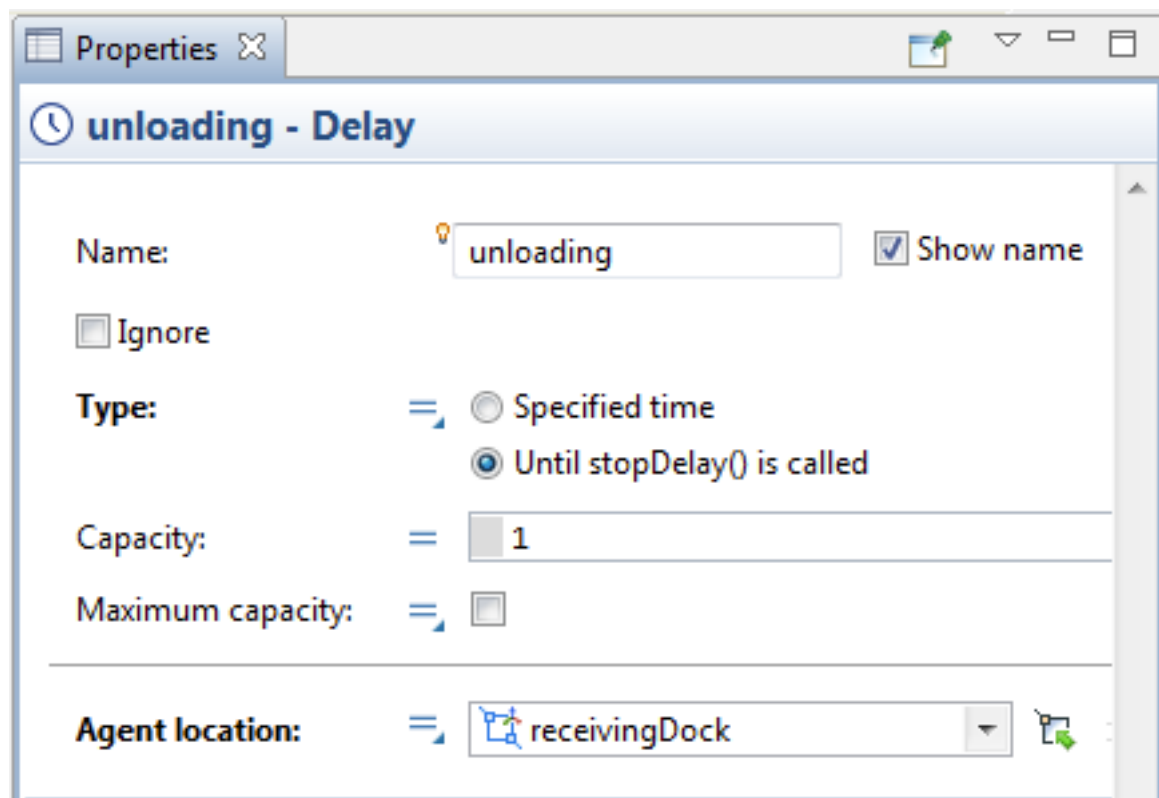 Properties
unloading - Delay
Name: unloading Show name
Ignore
Type: Specified time
Until stopDelay() is called
Capacity: 1
Maximum capacity:
Agent location: receivingDock